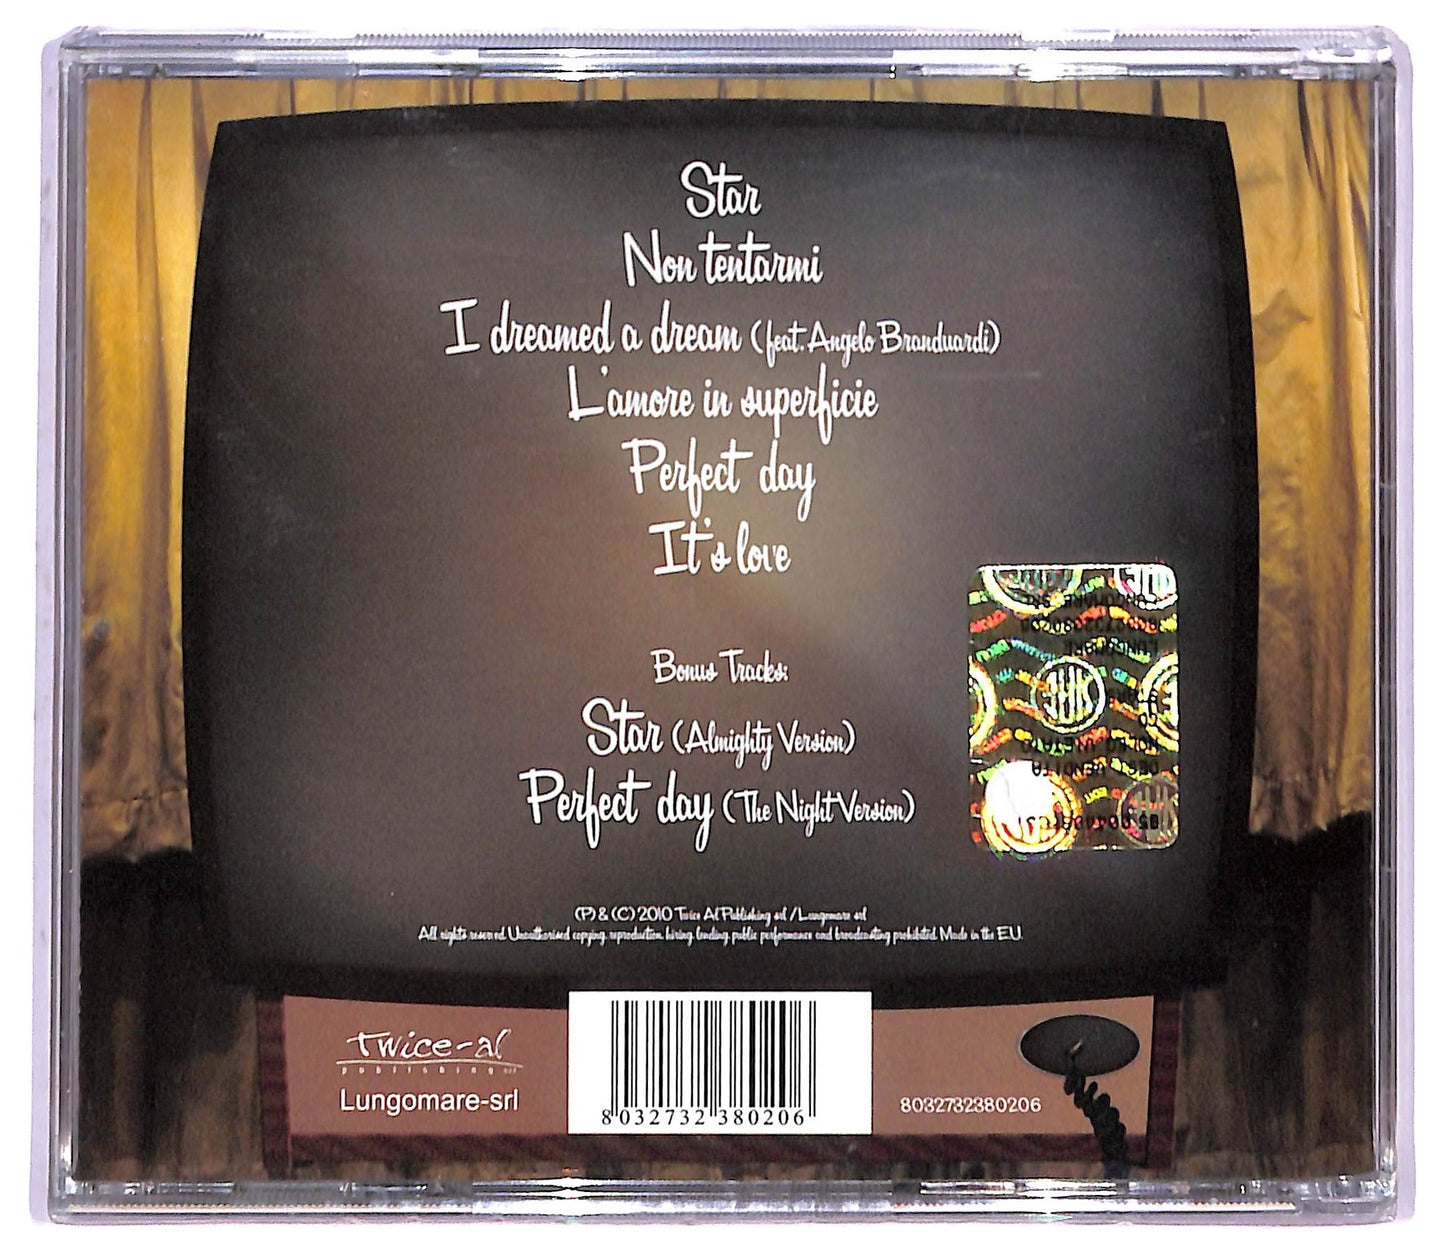 Star
Non tentarmi
I dreamed a dream (feat. Angelo Branduardi)
L'amore in superficie
Perfect day
It's love
Bonus Tracks:
Star (Almighty Version)
Perfect day (The Night Version)
(P) & (C) 2010 Twice Al Publishing srl / Lungomare srl
All rights reserved. Unauthorised copying, reproduction, hiring, lending, public performance and broadcasting prohibited. Made in the E.U.
Twice-al
publishing srl
Lungomare-srl
8 032732 380206
8032732380206